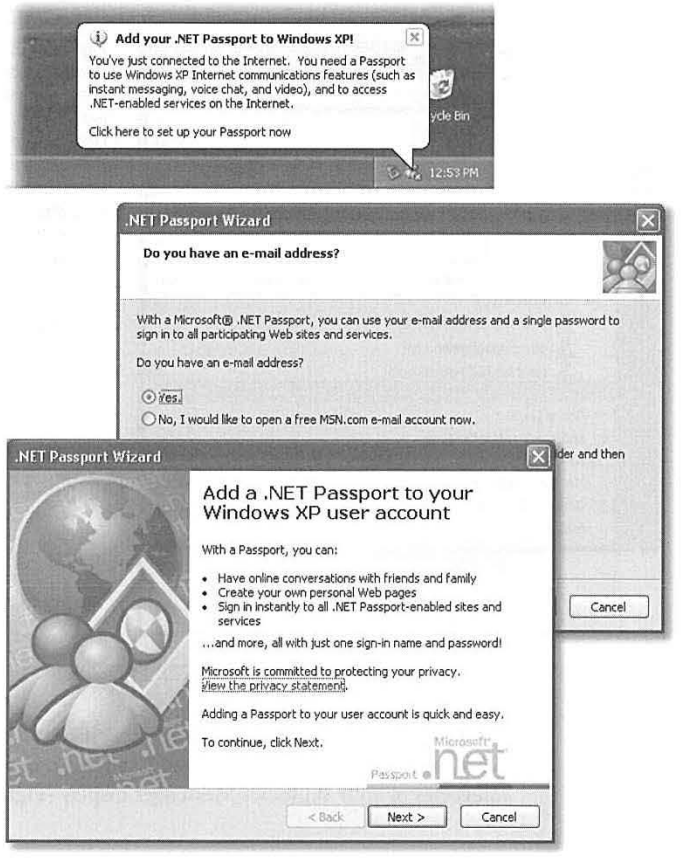 Add your .NET Passport to Windows XP!
You've just connected to the Internet. You need a Passport
to use Windows XP Internet communications features (such as
instant messaging, voice chat, and video), and to access
.NET-enabled services on the Internet.
Click here to set up your Passport now
ycle Bin
12:53 PM
.NET Passport Wizard
Do you have an e-mail address?
With a Microsoft® .NET Passport, you can use your e-mail address and a single password to
sign in to all participating Web sites and services.
Do you have an e-mail address?
Yes.
No, I would like to open a free MSN.com e-mail account now.
der and then
Cancel
.NET Passport Wizard
Add a .NET Passport to your
Windows XP user account
With a Passport, you can:
• Have online conversations with friends and family
• Create your own personal Web pages
• Sign in instantly to all .NET Passport-enabled sites and
services
...and more, all with just one sign-in name and password!
Microsoft is committed to protecting your privacy.
View the privacy statement.
Adding a Passport to your user account is quick and easy.
To continue, click Next.
Microsoft
Passport net
.net
< Back
Next >
Cancel